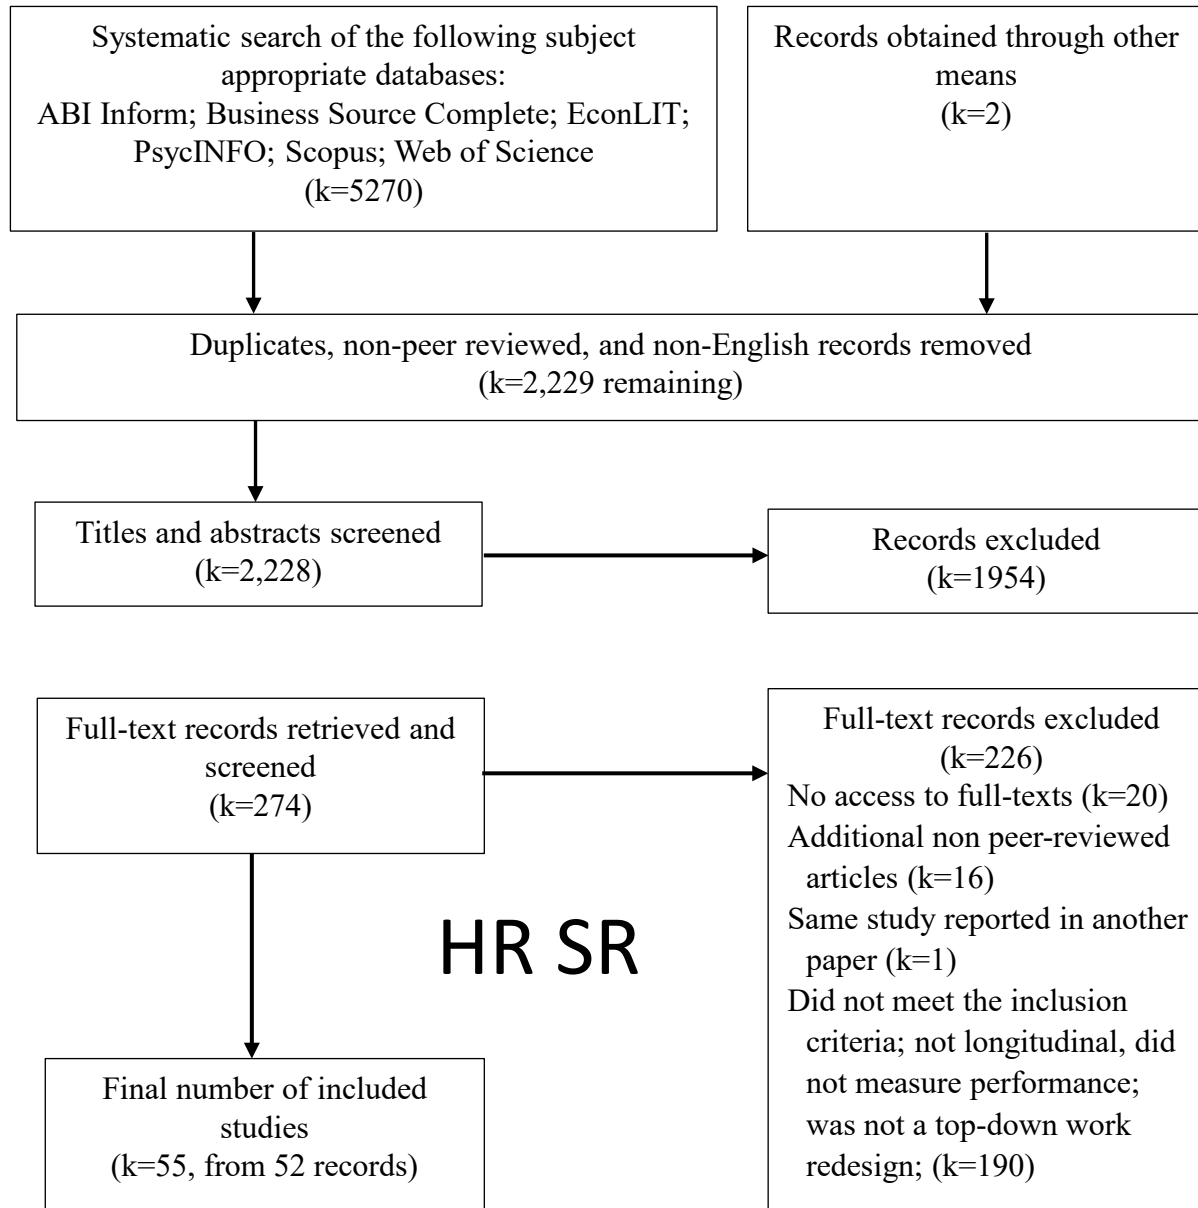 Systematic search of the following subject
appropriate databases:
ABI Inform; Business Source Complete; EconLIT;
PsycINFO; Scopus; Web of Science
(k=5270)
Records obtained through other
means
(k=2)
Duplicates, non-peer reviewed, and non-English records removed
(k=2,229 remaining)
Titles and abstracts screened
(k=2,228)
Records excluded
(k=1954)
Full-text records retrieved and
screened
(k=274)
Full-text records excluded
(k=226)
No access to full-texts (k=20)
Additional non peer-reviewed
articles (k=16)
Same study reported in another
paper (k=1)
Did not meet the inclusion
criteria; not longitudinal, did
not measure performance;
was not a top-down work
redesign; (k=190)
HR SR
Final number of included
studies
(k=55, from 52 records)